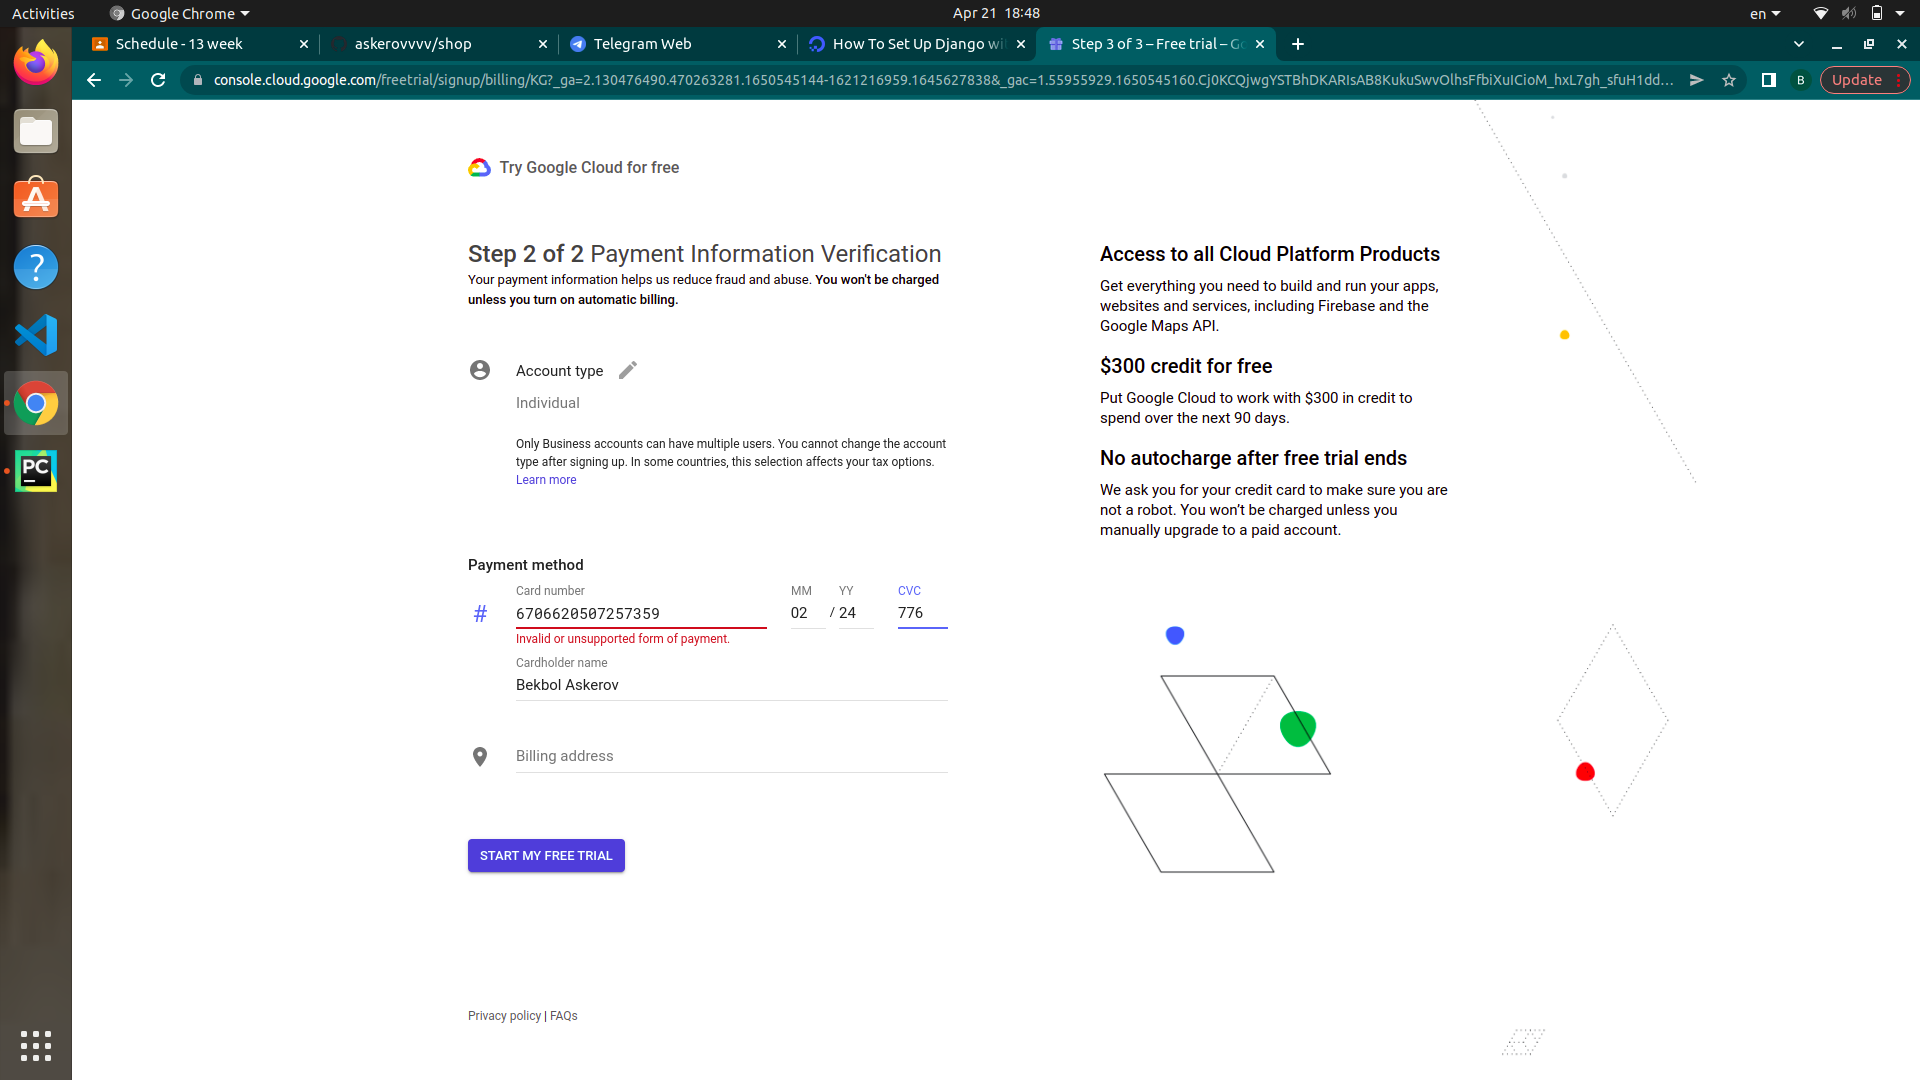 Activities
Google Chrome
Apr 21 18:48
en
Schedule - 13 week
askerovvvv/shop
Telegram Web
How To Set Up Django wi
Step 3 of 3 – Free trial – Go
console.cloud.google.com/freetrial/signup/billing/KG?_ga=2.130476490.470263281.1650545144-1621216959.1645627838&_gac=1.55955929.1650545160.Cj0KCQjwgYSTBhDKARIsAB8KukuSwvOlhsFfbiXuICioM_hxL7gh_sfuH1dd...
B
Update
Try Google Cloud for free
Step 2 of 2 Payment Information Verification
Your payment information helps us reduce fraud and abuse. You won't be charged
unless you turn on automatic billing.
Account type
Individual
Only Business accounts can have multiple users. You cannot change the account
type after signing up. In some countries, this selection affects your tax options.
Learn more
Payment method
Card number
MM
YY
CVC
#
6706620507257359
02
/
24
776
Invalid or unsupported form of payment.
Cardholder name
Bekbol Askerov
Billing address
START MY FREE TRIAL
Privacy policy | FAQs
Access to all Cloud Platform Products
Get everything you need to build and run your apps,
websites and services, including Firebase and the
Google Maps API.
$300 credit for free
Put Google Cloud to work with $300 in credit to
spend over the next 90 days.
No autocharge after free trial ends
We ask you for your credit card to make sure you are
not a robot. You won’t be charged unless you
manually upgrade to a paid account.
PC